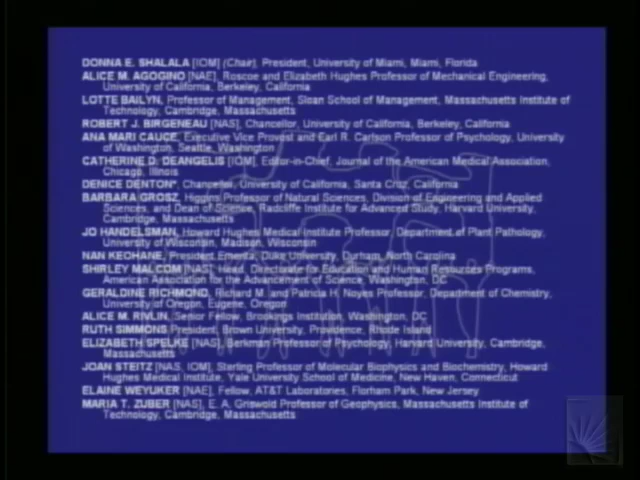 DONNA E. SHALALA [IOM] (Chair), President, University of Miami, Miami, Florida
ALICE M. AGOGINO [NAE], Roscoe and Elizabeth Hughes Professor of Mechanical Engineering,
University of California, Berkeley, California
LOTTE BAILYN, Professor of Management, Sloan School of Management, Massachusetts Institute of
Technology, Cambridge, Massachusetts
ROBERT J. BIRGENEAU [NAS], Chancellor, University of California, Berkeley, California
ANA MARI CAUCE, Executive Vice Provost and Earl R. Carlson Professor of Psychology, University
of Washington, Seattle, Washington
CATHERINE D. DEANGELIS [IOM], Editor-in-Chief, Journal of the American Medical Association,
Chicago, Illinois
DENICE DENTON*, Chancellor, University of California, Santa Cruz, California
BARBARA GROSZ, Higgins Professor of Natural Sciences, Division of Engineering and Applied
Sciences, and Dean of Science, Radcliffe Institute for Advanced Study, Harvard University,
Cambridge, Massachusetts
JO HANDELSMAN, Howard Hughes Medical Institute Professor, Department of Plant Pathology,
University of Wisconsin, Madison, Wisconsin
NAN KEOHANE, President Emerita, Duke University, Durham, North Carolina
SHIRLEY MALCOM [NAS], Head, Directorate for Education and Human Resources Programs,
American Association for the Advancement of Science, Washington, DC
GERALDINE RICHMOND, Richard M. and Patricia H. Noyes Professor, Department of Chemistry,
University of Oregon, Eugene, Oregon
ALICE M. RIVLIN, Senior Fellow, Brookings Institution, Washington, DC
RUTH SIMMONS President, Brown University, Providence, Rhode Island
ELIZABETH SPELKE [NAS], Berkman Professor of Psychology, Harvard University, Cambridge,
Massachusetts
JOAN STEITZ [NAS, IOM], Sterling Professor of Molecular Biophysics and Biochemistry, Howard
Hughes Medical Institute, Yale University School of Medicine, New Haven, Connecticut
ELAINE WEYUKER [NAE], Fellow, AT&T Laboratories, Florham Park, New Jersey
MARIA T. ZUBER [NAS], E. A. Griswold Professor of Geophysics, Massachusetts Institute of
Technology, Cambridge, Massachusetts